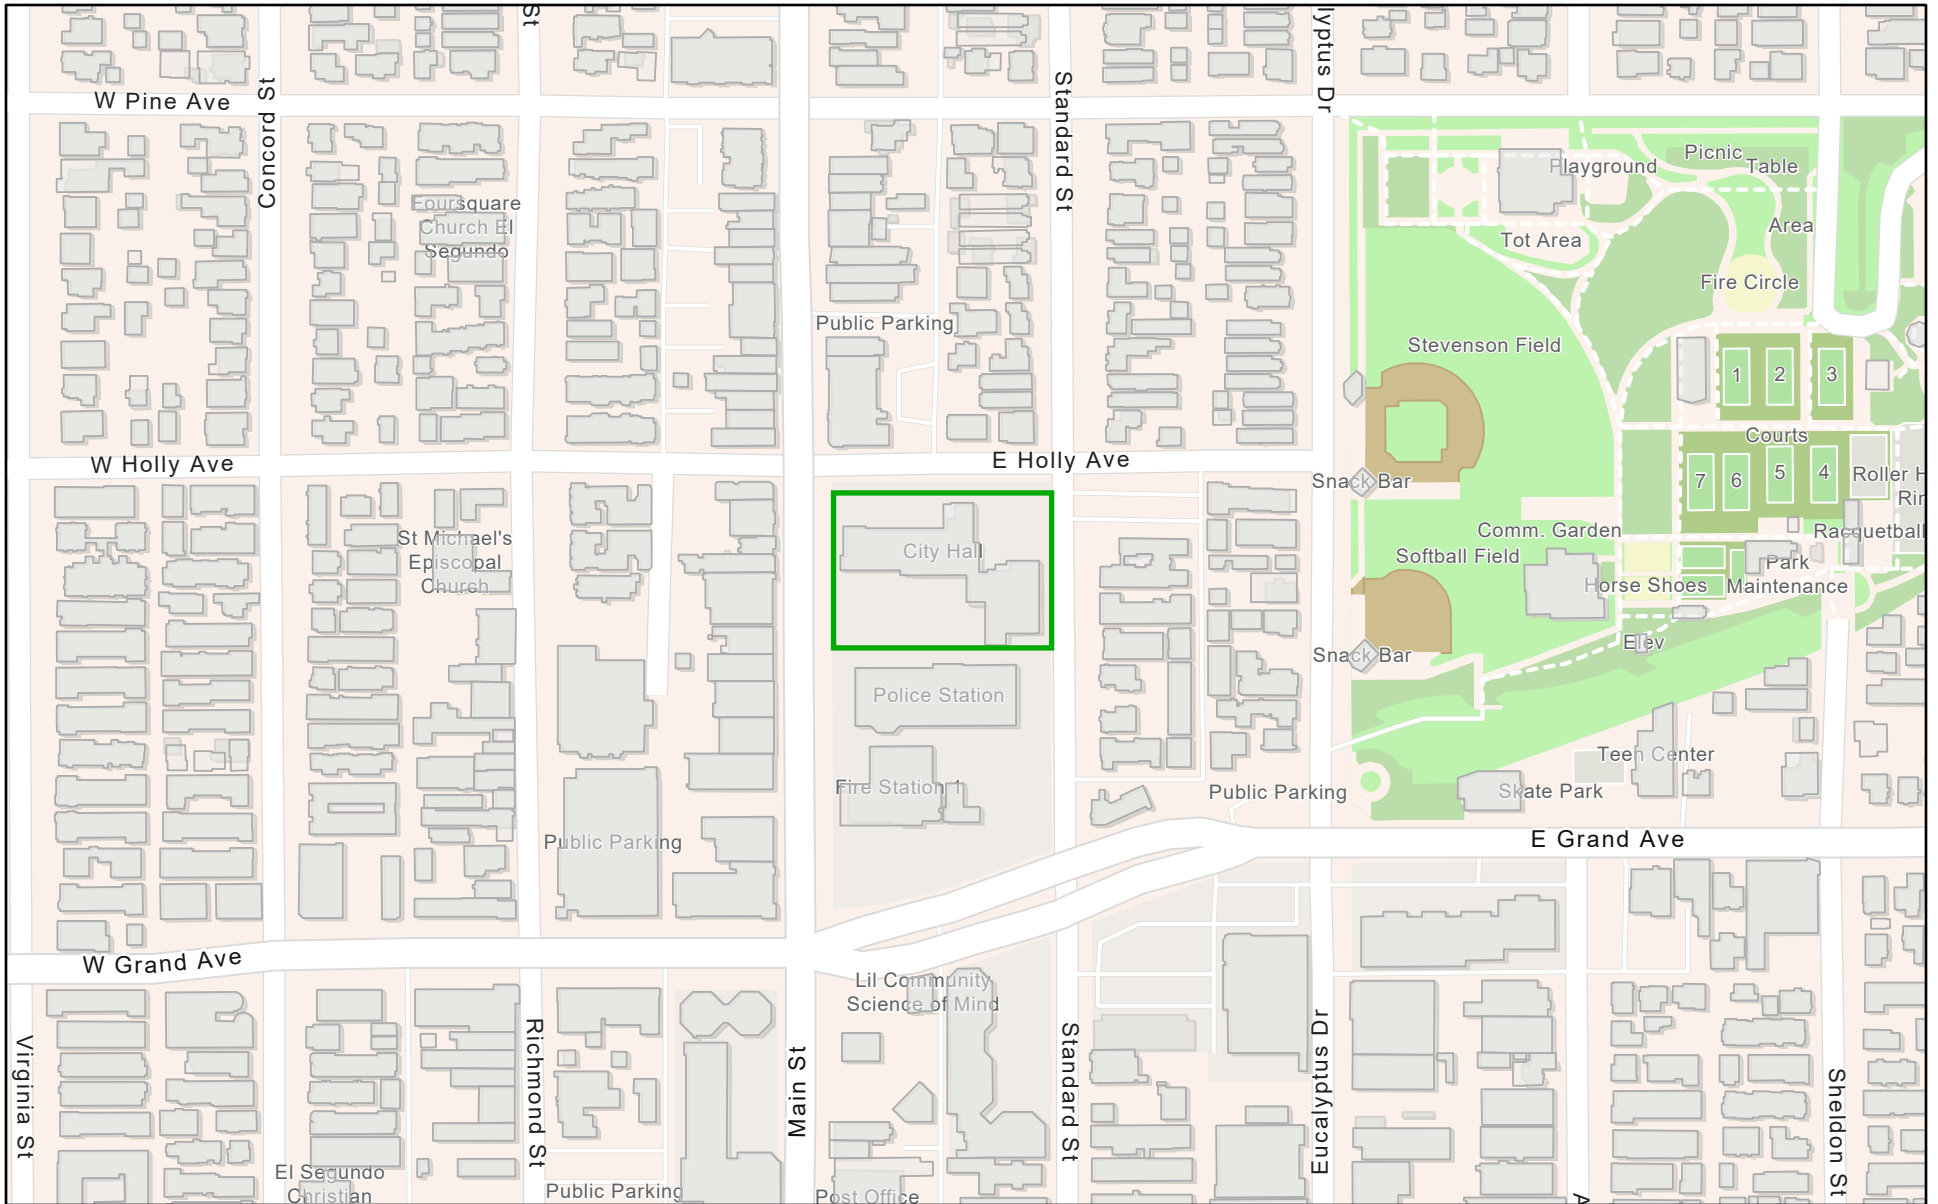 St
lyptus Dr
W Pine Ave
Concord St
Standard St
Picnic
Playground
Table
Foursquare
Church El
Segundo
Area
Tot Area
Fire Circle
Public Parking
Stevenson Field
1
2
3
Courts
W Holly Ave
E Holly Ave
7
6
5
4
Roller H
Rin
Snack Bar
St Michael's
Episcopal
Church
City Hall
Comm. Garden
Racquetball
Softball Field
Park
Maintenance
Horse Shoes
Elev
Snack Bar
Police Station
Teen Center
Fire Station 1
Public Parking
Skate Park
Public Parking
E Grand Ave
W Grand Ave
Lil Community
Science of Mind
Virginia St
Richmond St
Main St
Standard St
Eucalyptus Dr
Sheldon St
El Segundo
Christian
Public Parking
Post Office
A